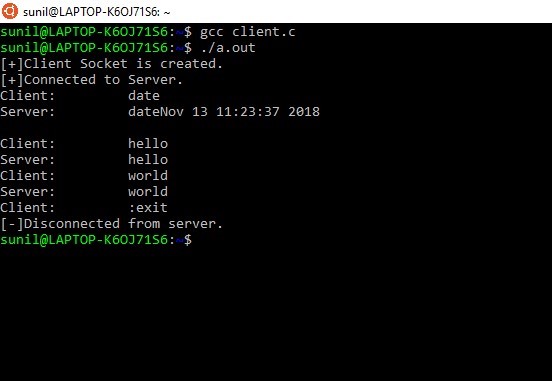 sunil@LAPTOP-K6OJ71S6: ~
sunil@LAPTOP-K6OJ71S6:~$ gcc client.c
sunil@LAPTOP-K6OJ71S6:~$ ./a.out
[+]Client Socket is created.
[+]Connected to Server.
Client:         date
Server:         dateNov 13 11:23:37 2018
Client:         hello
Server:         hello
Client:         world
Server:         world
Client:         :exit
[-]Disconnected from server.
sunil@LAPTOP-K6OJ71S6:~$